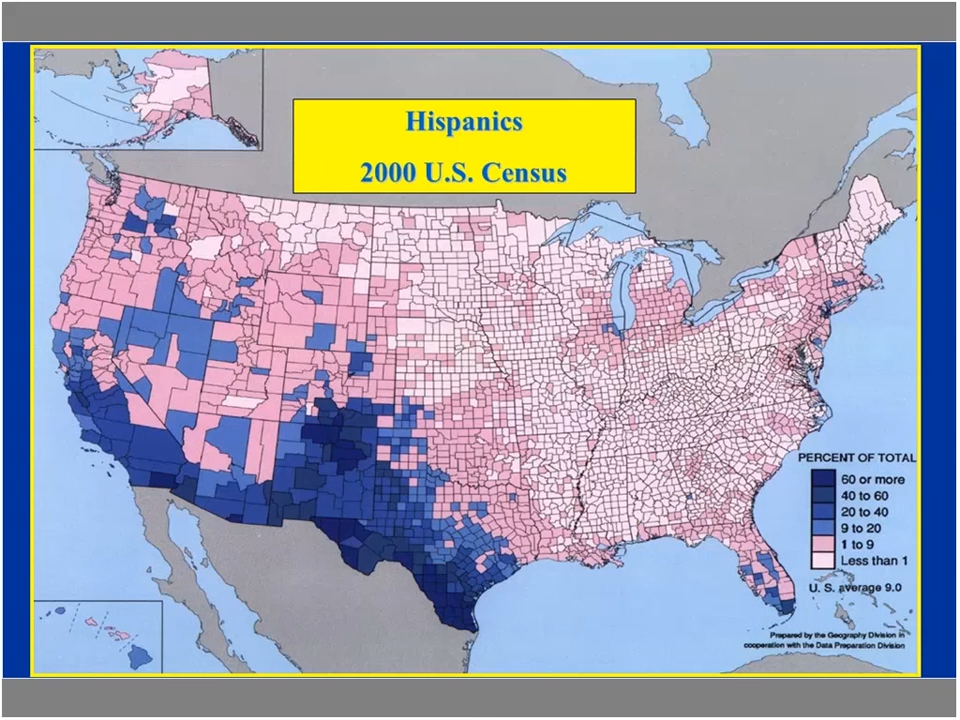 Hispanics
2000 U.S. Census
PERCENT OF TOTAL
60 or more
40 to 60
20 to 40
9 to 20
1 to 9
Less than 1
U. S. average 9.0
Prepared by the Geography Division in
cooperation with the Data Preparation Division